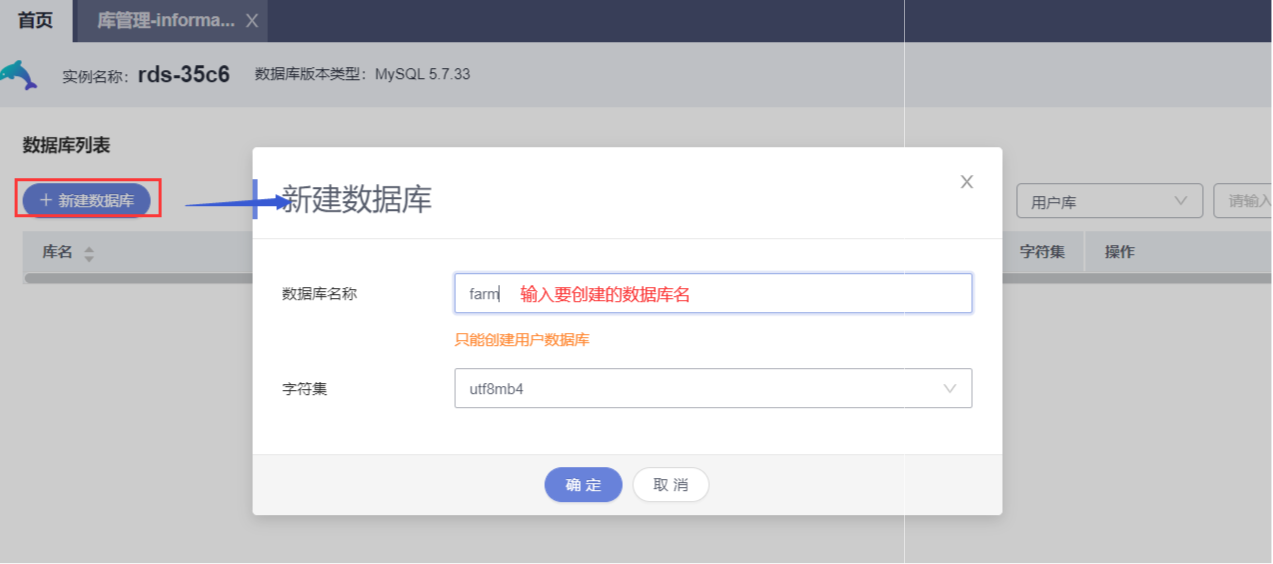 首页
库管理-informa... X
实例名称：rds-35c6 数据库版本类型：MySQL 5.7.33
数据库列表
+ 新建数据库
新建数据库
X
用户库
请输入
库名
字符集
操作
数据库名称
farm
输入要创建的数据库名
只能创建用户数据库
字符集
utf8mb4
确 定
取 消